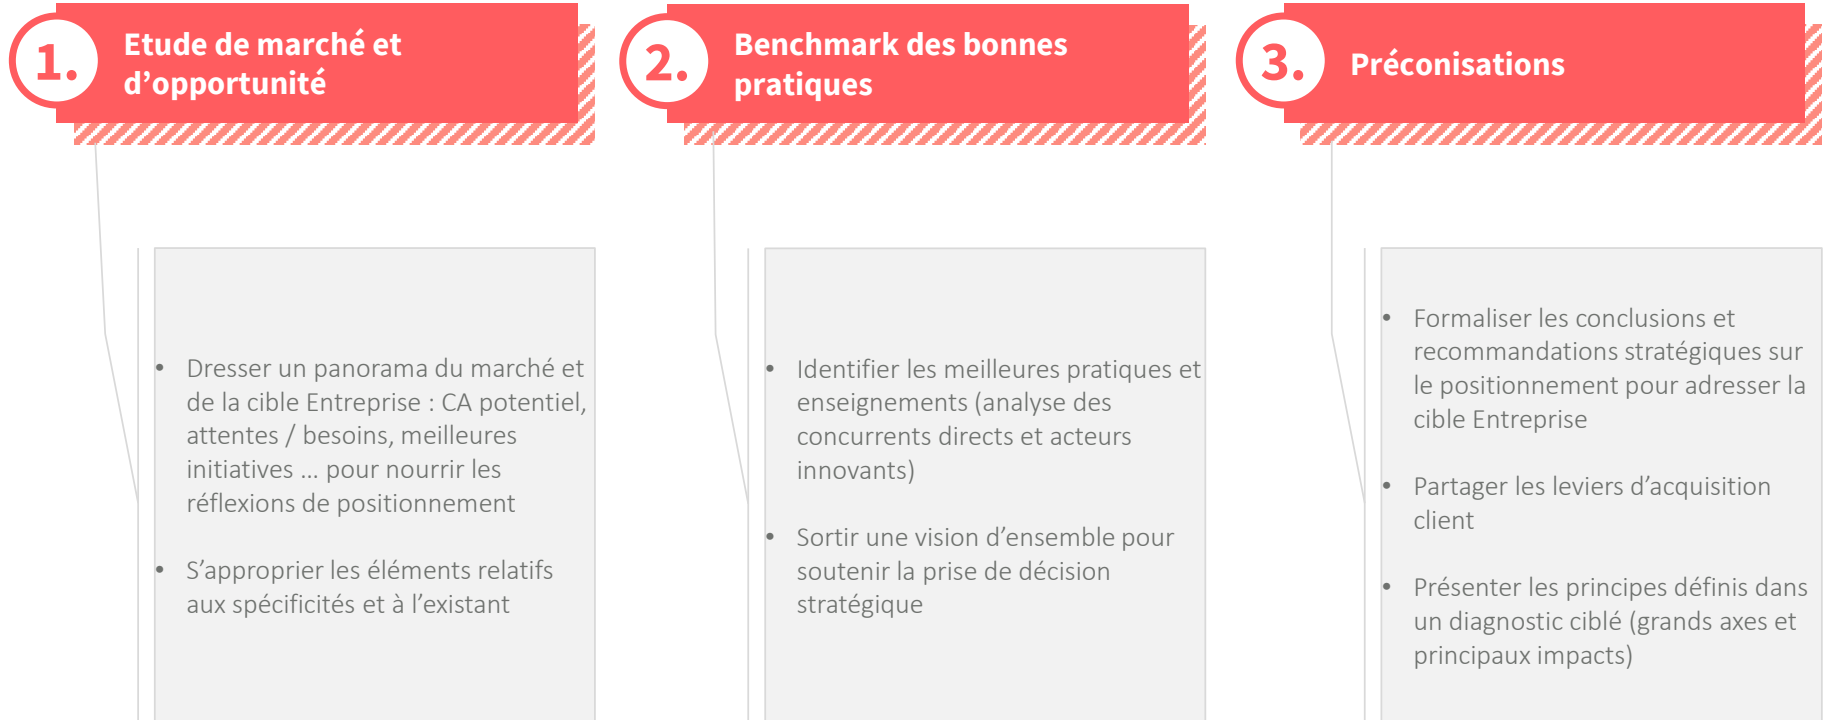 1.
Etude de marché et
d’opportunité
• Dresser un panorama du marché et
de la cible Entreprise : CA potentiel,
attentes / besoins, meilleures
initiatives ... pour nourrir les
réflexions de positionnement
• S’approprier les éléments relatifs
aux spécificités et à l’existant
2.
Benchmark des bonnes
pratiques
• Identifier les meilleures pratiques et
enseignements (analyse des
concurrents directs et acteurs
innovants)
• Sortir une vision d’ensemble pour
soutenir la prise de décision
stratégique
3.
Préconisations
• Formaliser les conclusions et
recommandations stratégiques sur
le positionnement pour adresser la
cible Entreprise
• Partager les leviers d’acquisition
client
• Présenter les principes définis dans
un diagnostic ciblé (grands axes et
principaux impacts)